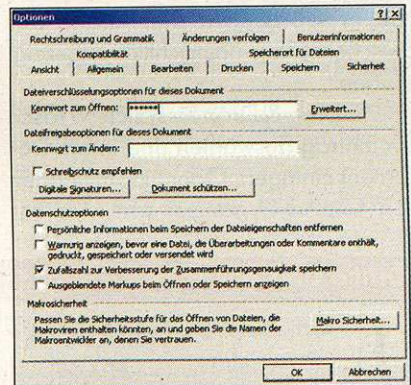 Optionen
Rechtschreibung und Grammatik Änderungen verfolgen Benutzerinformationen
Kompatibilität Speicherort für Dateien
Ansicht Allgemein Bearbeiten Drucken Speichern Sicherheit
Dateiverschlüsselungsoptionen für dieses Dokument
Kennwort zum Öffnen: ****** Erweitert...
Dateifreigabeoptionen für dieses Dokument
Kennwort zum Ändern:
Schreibschutz empfehlen
Digitale Signaturen... Dokument schützen...
Datenschutzoptionen
Persönliche Informationen beim Speichern der Dateieigenschaften entfernen
Warnung anzeigen, bevor eine Datei, die Überarbeitungen oder Kommentare enthält,
gedruckt, gespeichert oder versendet wird
Zufallszahl zur Verbesserung der Zusammenführungsgenauigkeit speichern
Ausgeblendete Markups beim Öffnen oder Speichern anzeigen
Makrosicherheit
Passen Sie die Sicherheitsstufe für das Öffnen von Dateien, die
Makroviren enthalten könnten, an und geben Sie die Namen der
Makroentwickler an, denen Sie vertrauen.
Makro Sicherheit...
OK Abbrechen